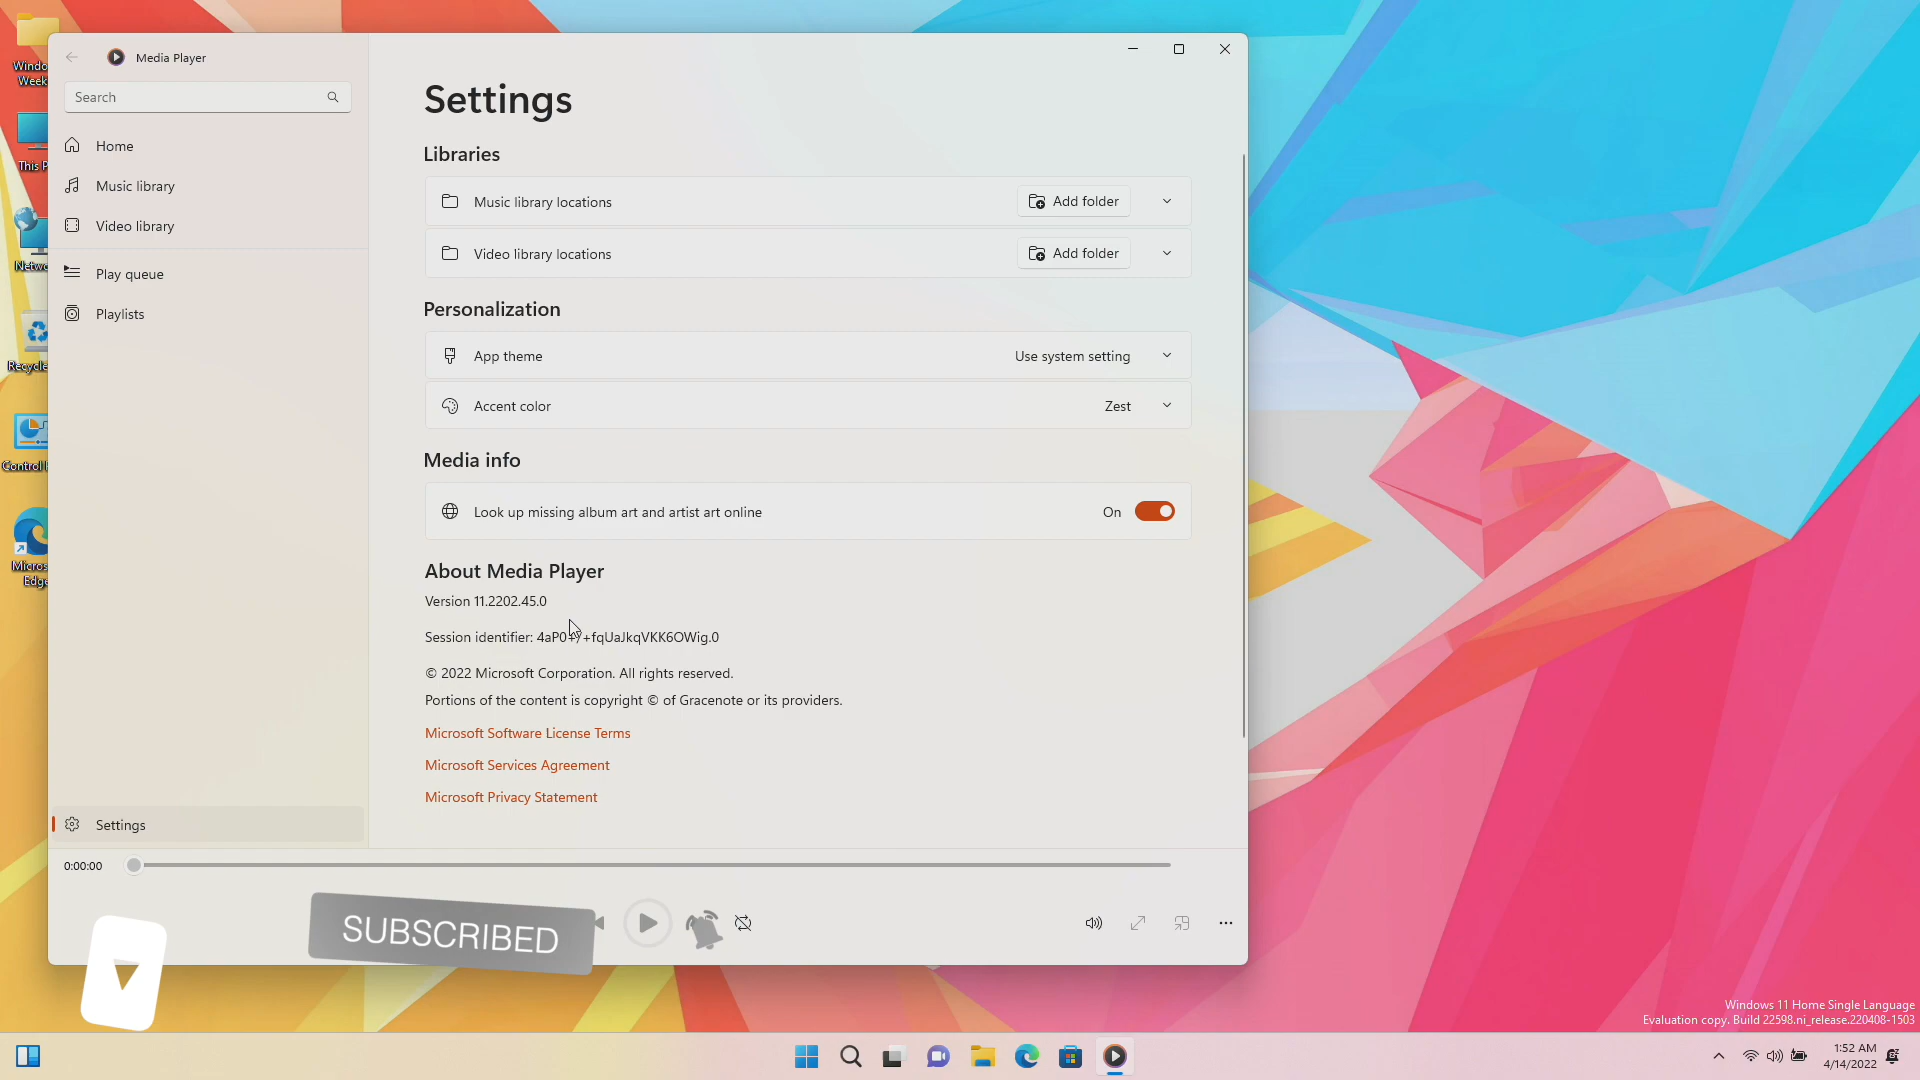 Media Player
Search
Home
Music library
Video library
Play queue
Playlists
Settings
Settings
Libraries
Music library locations
Add folder
Video library locations
Add folder
Personalization
App theme
Use system setting
Accent color
Zest
Media info
Look up missing album art and artist art online
On
About Media Player
Version 11.2202.45.0
Session identifier:
© 2022 Microsoft Corporation. All rights reserved.
Portions of the content is copyright © of Gracenote or its providers.
Microsoft Software License Terms
Microsoft Services Agreement
Microsoft Privacy Statement
0:00:00
SUBSCRIBED
This
Control
Edge
Windows 11 Home Single Language
Evaluation copy. Build 22598.ni_release.220408-1503
1:52 AM
4/14/2022